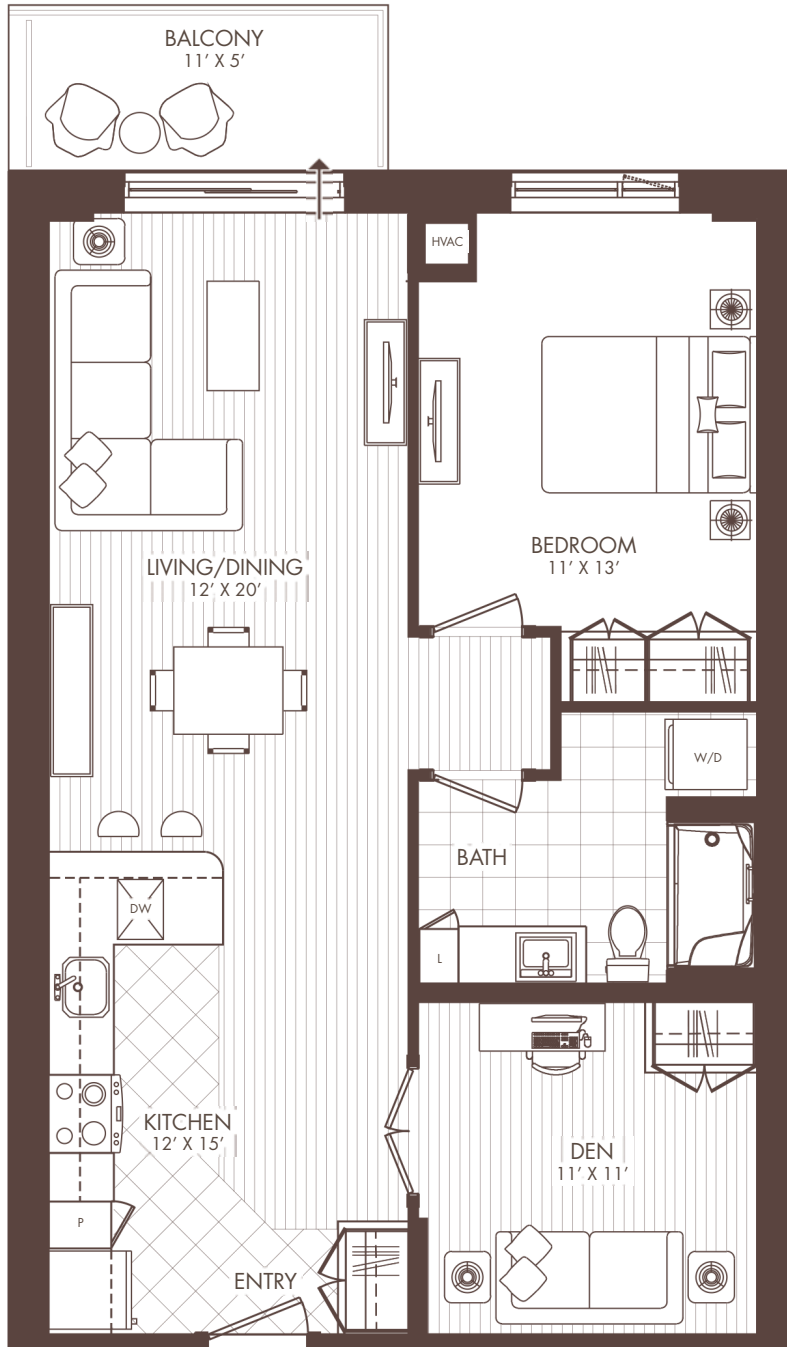 BALCONY
11’ X 5’
HVAC
BEDROOM
11’ X 13’
LIVING/DINING
12’ X 20’
W/D
BATH
DW
L
KITCHEN
12’ X 15’
DEN
11’ X 11’
P
ENTRY